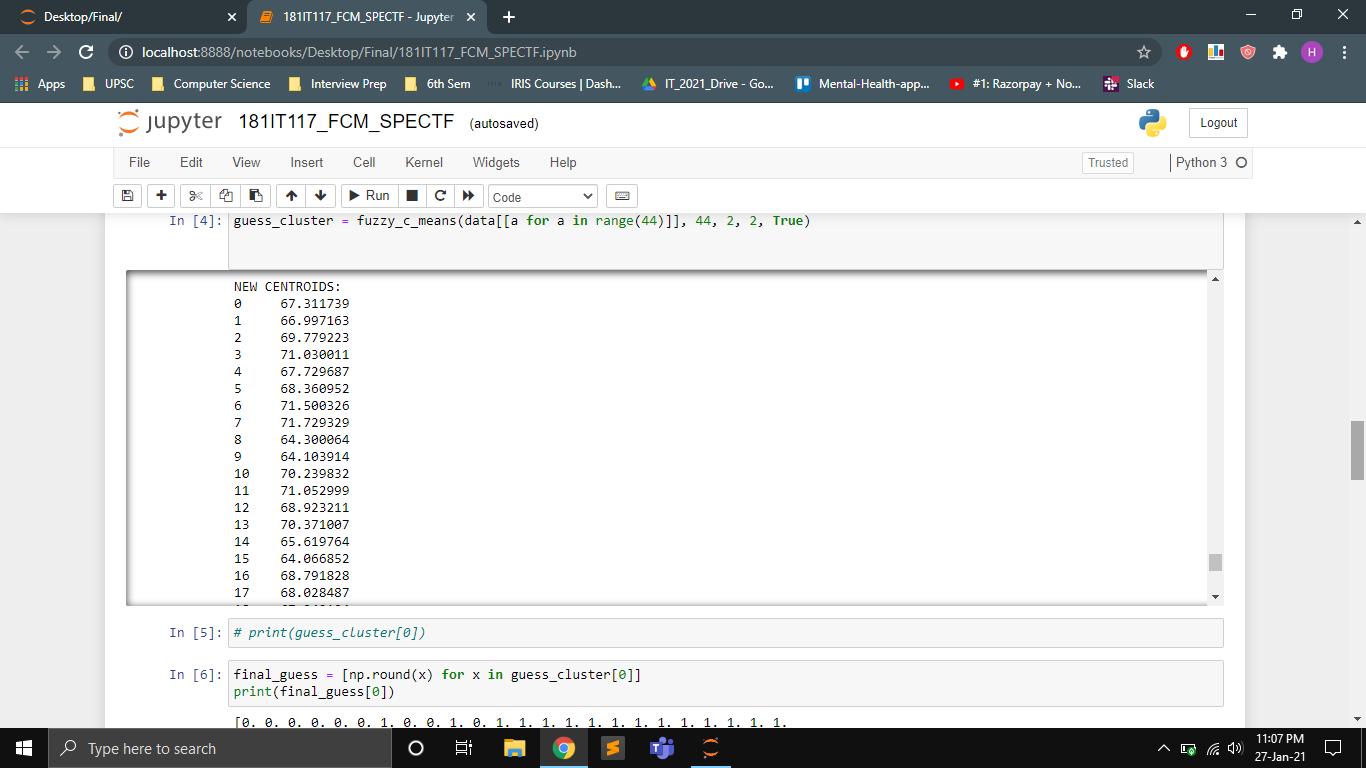 Desktop/Final/
181IT117_FCM_SPECTF - Jupyter
localhost:8888/notebooks/Desktop/Final/181IT117_FCM_SPECTF.ipynb
H
Apps UPSC Computer Science Interview Prep 6th Sem IRIS Courses | Dash... IT_2021_Drive - Go... Mental-Health-app... #1: Razorpay + No... Slack
jupyter 181IT117_FCM_SPECTF (autosaved) Logout
File Edit View Insert Cell Kernel Widgets Help Trusted Python 3
Run Code
In [4]: guess_cluster = fuzzy_c_means(data[[a for a in range(44)]], 44, 2, 2, True)
NEW CENTROIDS:
0 67.311739
1 66.997163
2 69.779223
3 71.030011
4 67.729687
5 68.360952
6 71.500326
7 71.729329
8 64.300064
9 64.103914
10 70.239832
11 71.052999
12 68.923211
13 70.371007
14 65.619764
15 64.066852
16 68.791828
17 68.028487
In [5]: # print(guess_cluster[0])
In [6]: final_guess = [np.round(x) for x in guess_cluster[0]]
print(final_guess[0])
[0. 0. 0. 0. 0. 0. 1. 0. 0. 1. 0. 1. 1. 1. 1. 1. 1. 1. 1. 1. 1. 1. 1. 1.
Type here to search
11:07 PM
27-Jan-21